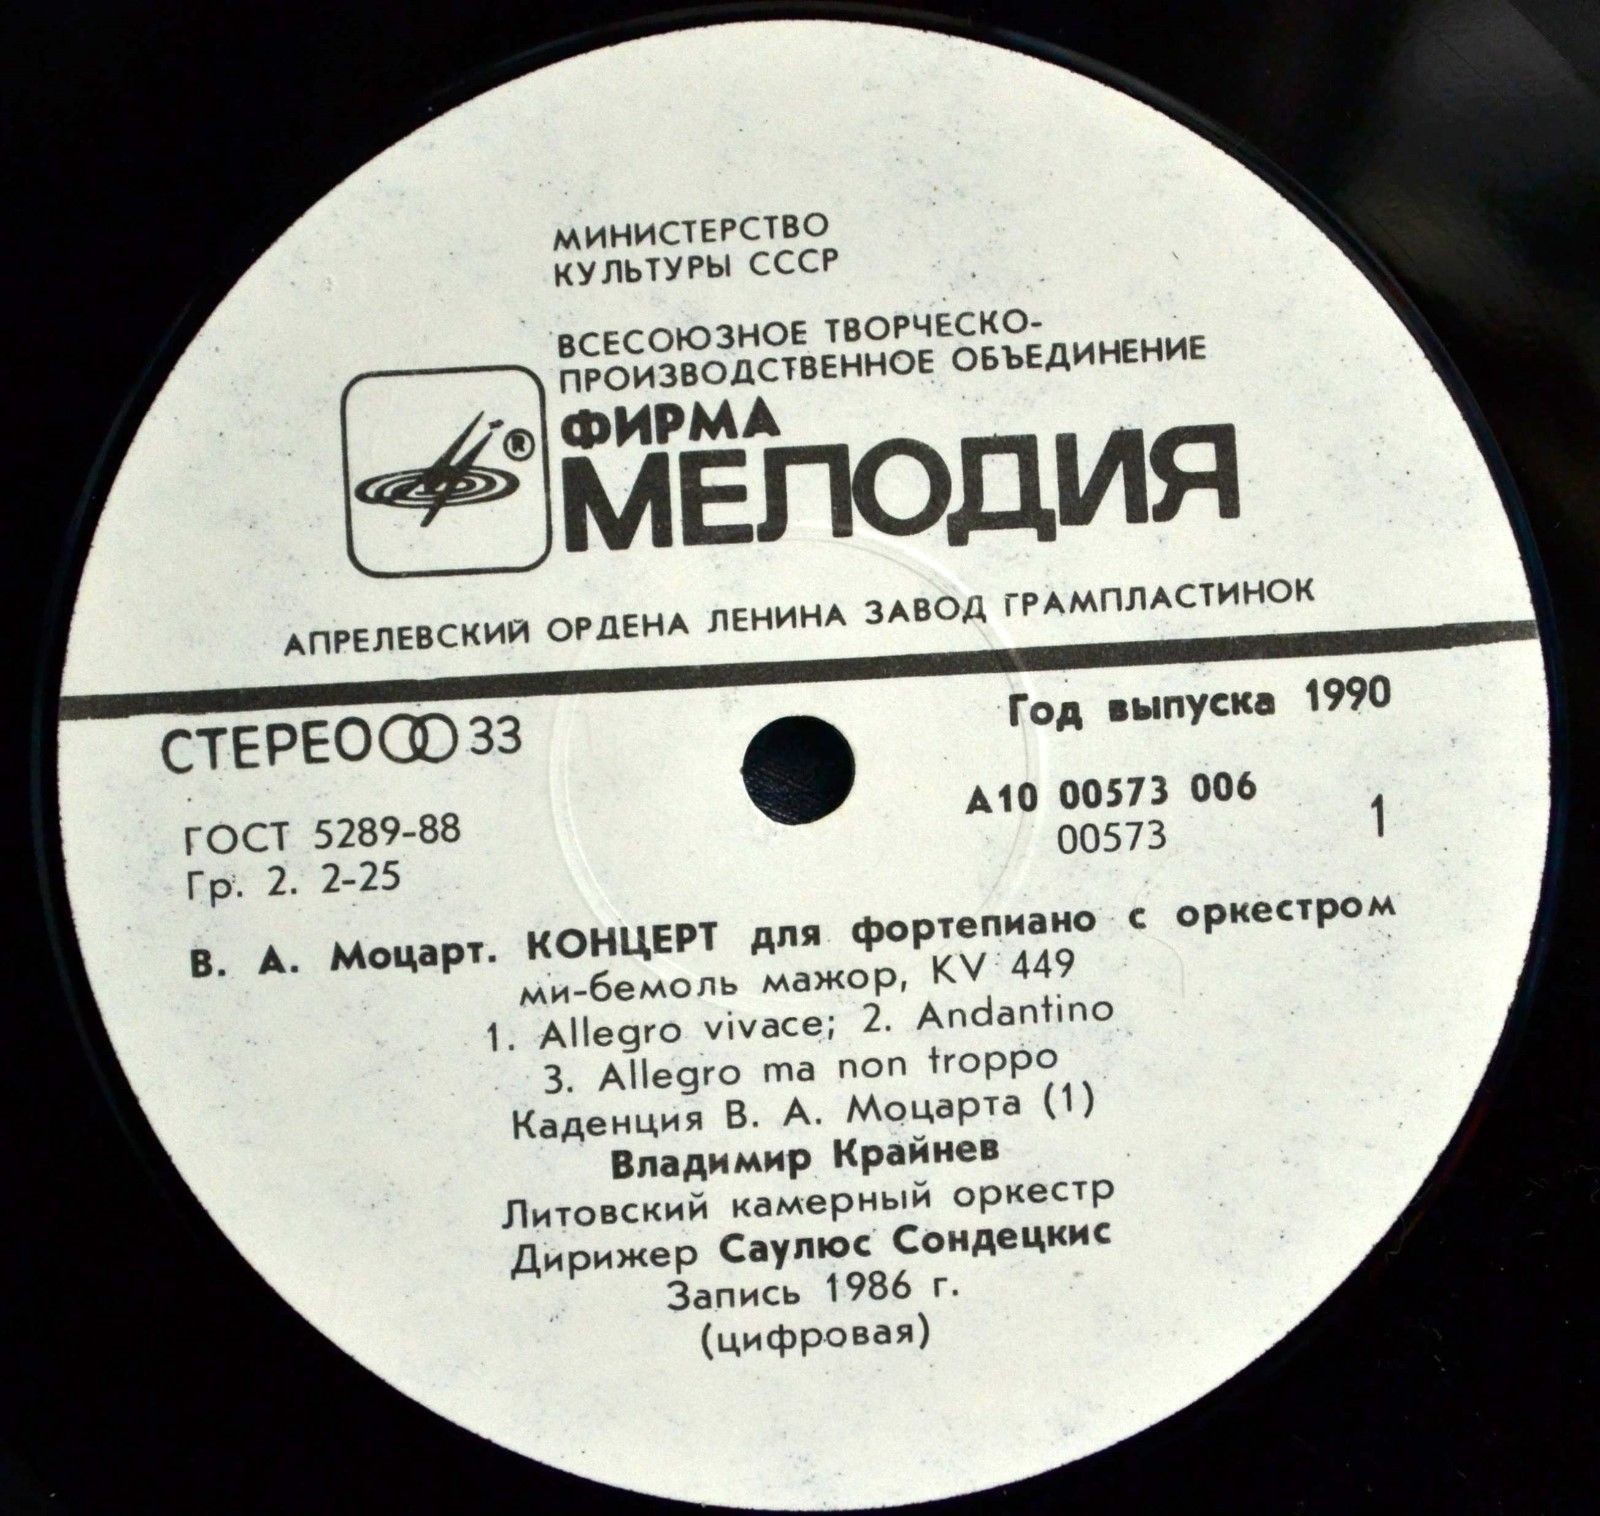 МИНИСТЕРСТВО
КУЛЬТУРЫ СССР
ВСЕСОЮЗНОЕ ТВОРЧЕСКО-
ПРОИЗВОДСТВЕННОЕ ОБЪЕДИНЕНИЕ
ФИРМА
МЕЛОДИЯ
®
АПРЕЛЕВСКИЙ ОРДЕНА ЛЕНИНА ЗАВОД ГРАМПЛАСТИНОК
СТЕРЕО 33
Год выпуска 1990
ГОСТ 5289-88
Гр. 2. 2-25
А10 00573 006
00573
1
В. А. Моцарт. КОНЦЕРТ для фортепиано с оркестром
ми-бемоль мажор, KV 449
1. Allegro vivace; 2. Andantino
3. Allegro ma non troppo
Каденция В. А. Моцарта (1)
Владимир Крайнев
Литовский камерный оркестр
Дирижер Саулюс Сондецкис
Запись 1986 г.
(цифровая)